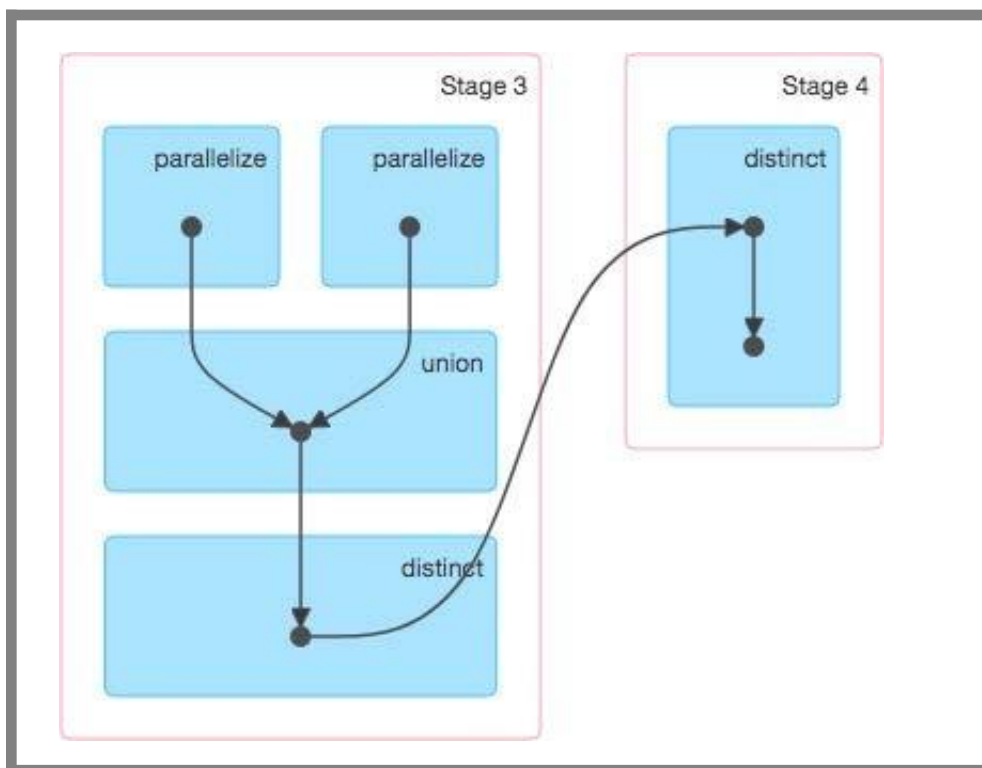 Stage 3
parallelize
parallelize
union
distinct
Stage 4
distinct